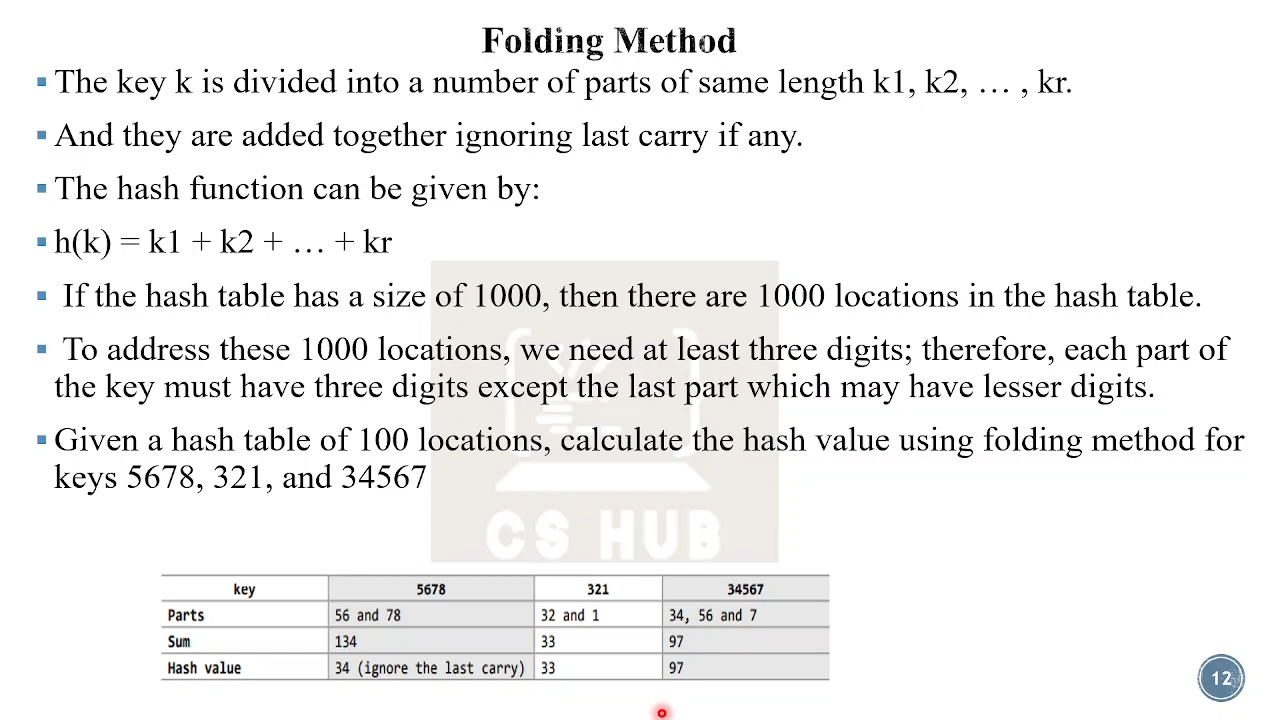 Folding Method
▪ The key k is divided into a number of parts of same length k1, k2, … , kr.
▪ And they are added together ignoring last carry if any.
▪ The hash function can be given by:
▪ h(k) = k1 + k2 + … + kr
▪ If the hash table has a size of 1000, then there are 1000 locations in the hash table.
▪ To address these 1000 locations, we need at least three digits; therefore, each part of
the key must have three digits except the last part which may have lesser digits.
▪ Given a hash table of 100 locations, calculate the hash value using folding method for
keys 5678, 321, and 34567
CS HUB
key 5678 321 34567
Parts 56 and 78 32 and 1 34, 56 and 7
Sum 134 33 97
Hash value 34 (ignore the last carry) 33 97
12